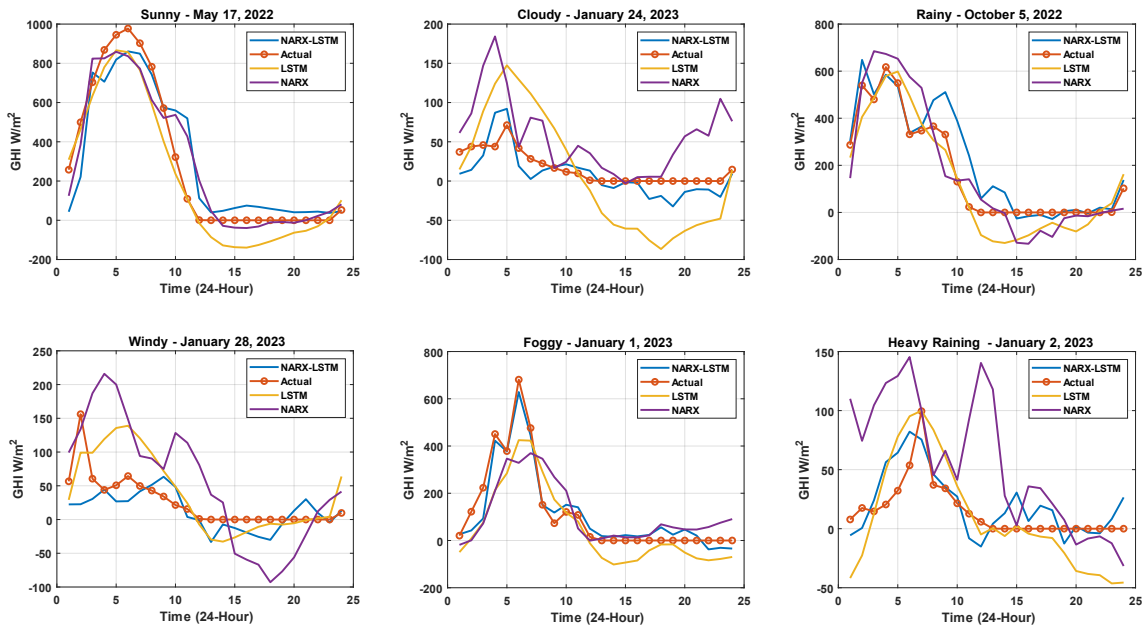 Sunny - May 17, 2022
1000
800
600
400
200
0
-200
GHI W/m²
0 5 10 15 20 25
Time (24-Hour)
NARX-LSTM
Actual
LSTM
NARX
Cloudy - January 24, 2023
200
150
100
50
0
-50
-100
GHI W/m²
0 5 10 15 20 25
Time (24-Hour)
NARX-LSTM
Actual
LSTM
NARX
Rainy - October 5, 2022
800
600
400
200
0
-200
GHI W/m²
0 5 10 15 20 25
Time (24-Hour)
NARX-LSTM
Actual
LSTM
NARX
Windy - January 28, 2023
250
200
150
100
50
0
-50
-100
GHI W/m²
0 5 10 15 20 25
Time (24-Hour)
NARX-LSTM
Actual
LSTM
NARX
Foggy - January 1, 2023
800
600
400
200
0
-200
GHI W/m²
0 5 10 15 20 25
Time (24-Hour)
NARX-LSTM
Actual
LSTM
NARX
Heavy Raining - January 2, 2023
150
100
50
0
-50
GHI W/m²
0 5 10 15 20 25
Time (24-Hour)
NARX-LSTM
Actual
LSTM
NARX